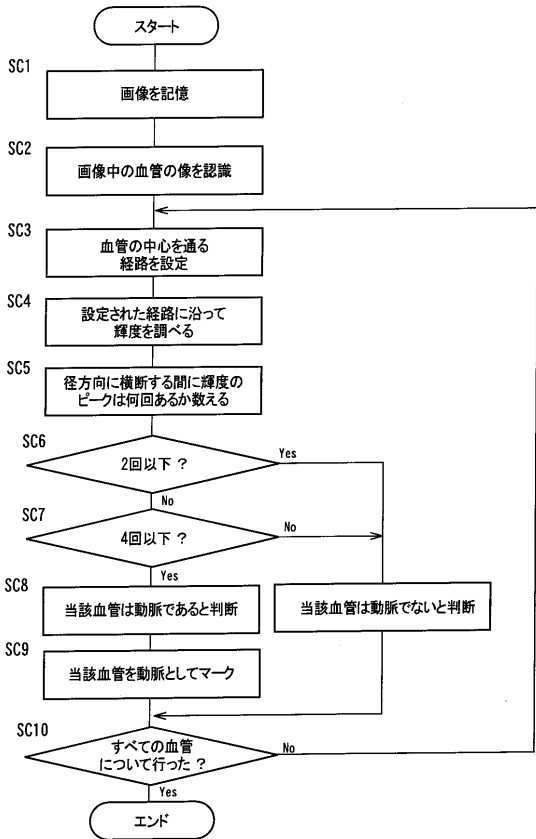 スタート
SC1
画像を記憶
SC2
画像中の血管の像を認識
SC3
血管の中心を通る
経路を設定
SC4
設定された経路に沿って
輝度を調べる
SC5
径方向に横断する間に輝度の
ピークは何回あるか数える
SC6
2回以下 ?
Yes
No
SC7
4回以下 ?
No
Yes
SC8
当該血管は動脈であると判断
当該血管は動脈でないと判断
SC9
当該血管を動脈としてマーク
SC10
すべての血管
について行った ?
No
Yes
エンド